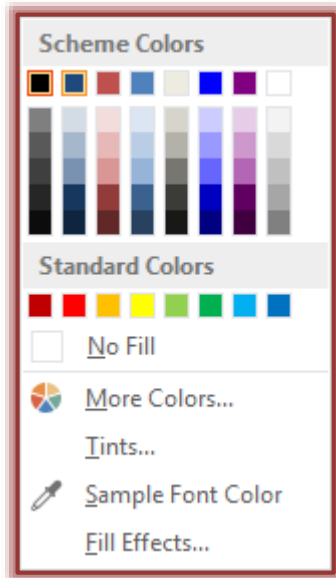 Scheme Colors
Standard Colors
No Fill
More Colors...
Tints...
Sample Font Color
Fill Effects...